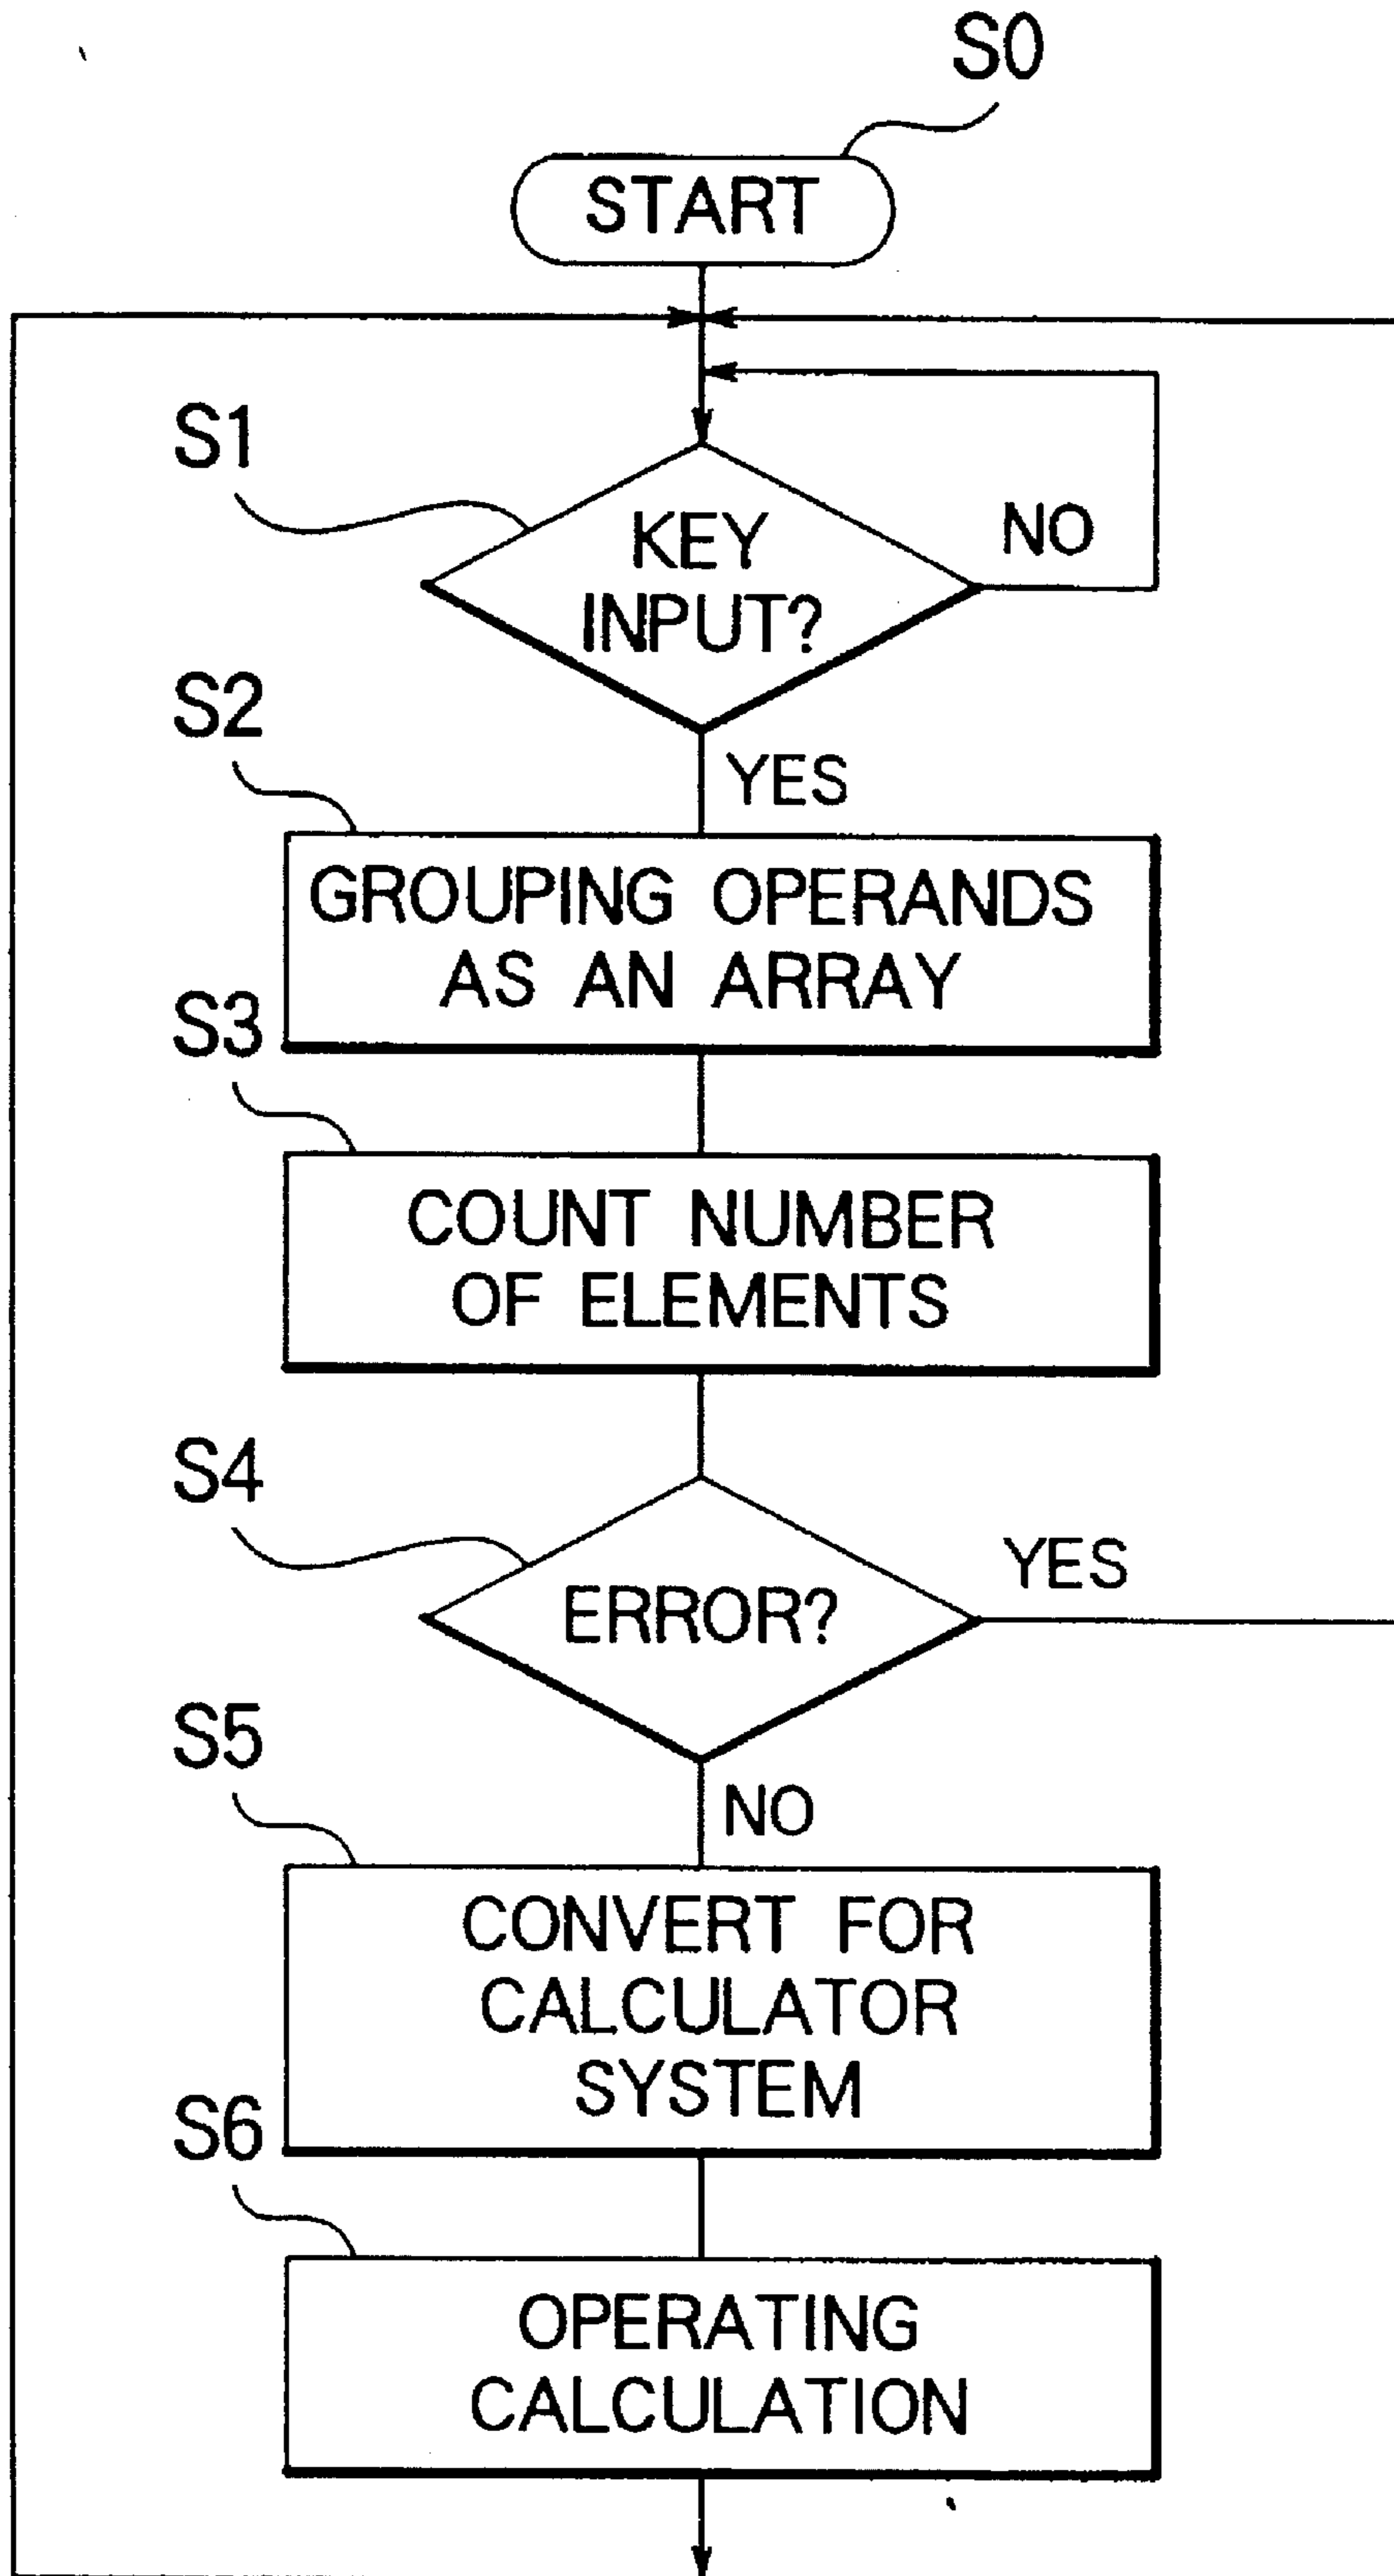 S0
START
S1
KEY
INPUT?
NO
S2
YES
GROUPING OPERANDS
AS AN ARRAY
S3
COUNT NUMBER
OF ELEMENTS
S4
ERROR?
YES
S5
NO
CONVERT FOR
CALCULATOR
SYSTEM
S6
OPERATING
CALCULATION